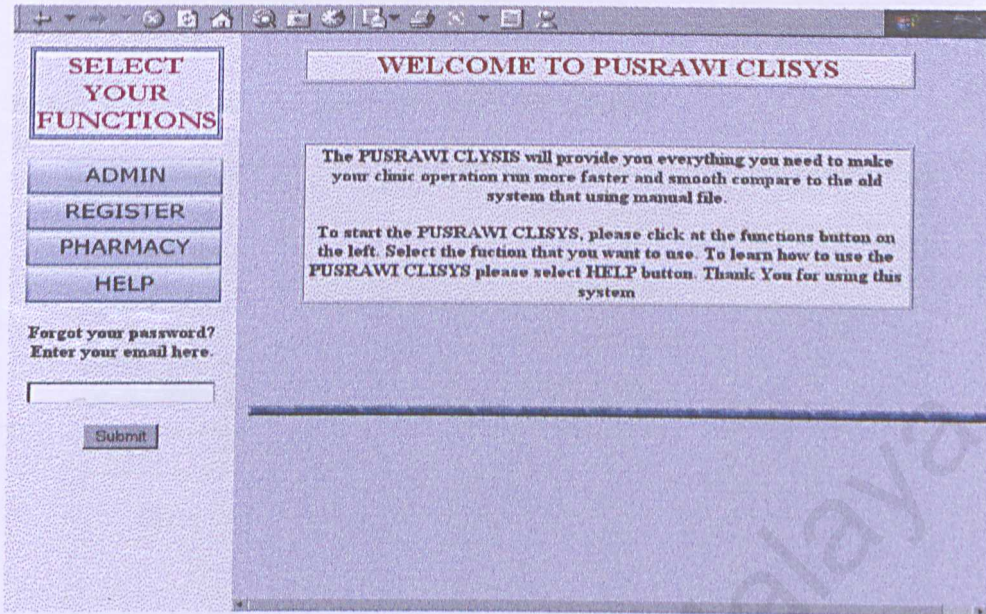 SELECT
YOUR
FUNCTIONS
ADMIN
REGISTER
PHARMACY
HELP
Forgot your password?
Enter your email here.
Submit
WELCOME TO PUSRAWI CLISYS
The PUSRAWI CLYSIS will provide you everything you need to make
your clinic operation run more faster and smooth compare to the old
system that using manual file.
To start the PUSRAWI CLISYS, please click at the functions button on
the left. Select the fuction that you want to use. To learn how to use the
PUSRAWI CLISYS please select HELP button. Thank You for using this
system
alaya